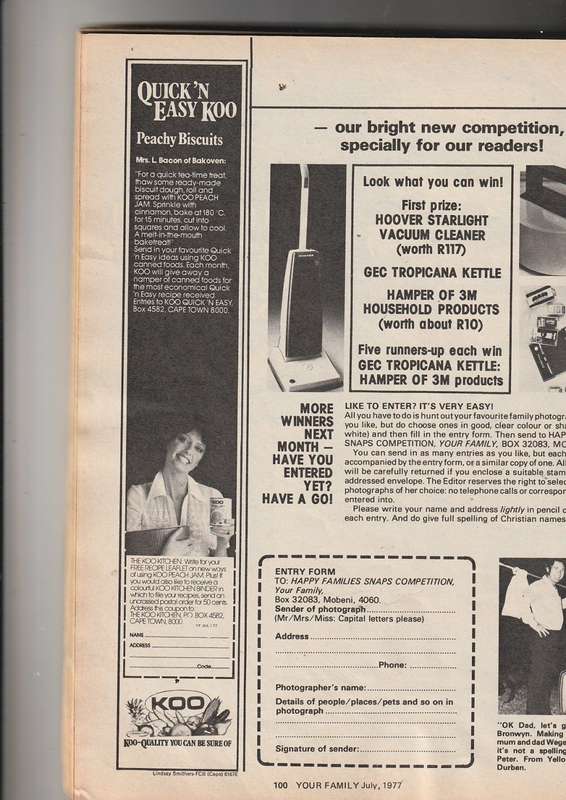 QUICK 'N
EASY KOO
Peachy Biscuits
Mrs. L. Bacon of Bakoven:
"For a quick tea-time treat,
thaw some ready-made
biscuit dough, roll and
spread with KOO PEACH
JAM. Sprinkle with
cinnamon, bake at 180 °C
for 15 minutes, cut into
squares and allow to cool.
A melt-in-the-mouth
baketreat!"
Send in your favourite Quick
'n Easy ideas using KOO
canned foods. Each month,
KOO will give away a
hamper of canned foods for
the most economical Quick
'n Easy recipe received.
Entries to KOO QUICK 'N EASY,
Box 4582, CAPE TOWN 8000.
KOO
THE KOO KITCHEN. Write for your
FREE RECIPE LEAFLET on new ways
of using KOO PEACH JAM. Plus! If
you would also like to receive a
colourful KOO KITCHEN BINDER in
which to file your recipes, send an
uncrossed postal order for 50 cents.
Address this coupon to:
THE KOO KITCHEN, P.O. BOX 4582,
CAPE TOWN, 8000.
NAME
ADDRESS
Code
KOO
KOO-QUALITY YOU CAN BE SURE OF
Lindsay Smithers-FCB (Cape) 61676
— our bright new competition,
specially for our readers!
Look what you can win!
First prize:
HOOVER STARLIGHT
VACUUM CLEANER
(worth R117)
GEC TROPICANA KETTLE
HAMPER OF 3M
HOUSEHOLD PRODUCTS
(worth about R10)
Five runners-up each win
GEC TROPICANA KETTLE:
HAMPER OF 3M products
MORE
WINNERS
NEXT
MONTH —
HAVE YOU
ENTERED
YET?
HAVE A GO!
LIKE TO ENTER? IT'S VERY EASY!
All you have to do is hunt out your favourite family photogra
you like, but do choose ones in good, clear colour or sha
white) and then fill in the entry form. Then send to HAP
SNAPS COMPETITION, YOUR FAMILY, BOX 32083, MO
You can send in as many entries as you like, but each
accompanied by the entry form, or a similar copy of one. All
will be carefully returned if you enclose a suitable stam
addressed envelope. The Editor reserves the right to selec
photographs of her choice: no telephone calls or correspon
entered into.
Please write your name and address lightly in pencil o
each entry. And do give full spelling of Christian names
ENTRY FORM
TO: HAPPY FAMILIES SNAPS COMPETITION,
Your Family,
Box 32083, Mobeni, 4060.
Sender of photograph
(Mr/Mrs/Miss: Capital letters please)
Address
Phone:
Photographer's name:
Details of people/places/pets and so on in
photograph
Signature of sender:
"OK Dad, let's g
Bronwyn. Making
mum and dad Wege
it's not a spelling
Peter. From Yello
Durban.
100 YOUR FAMILY July, 1977